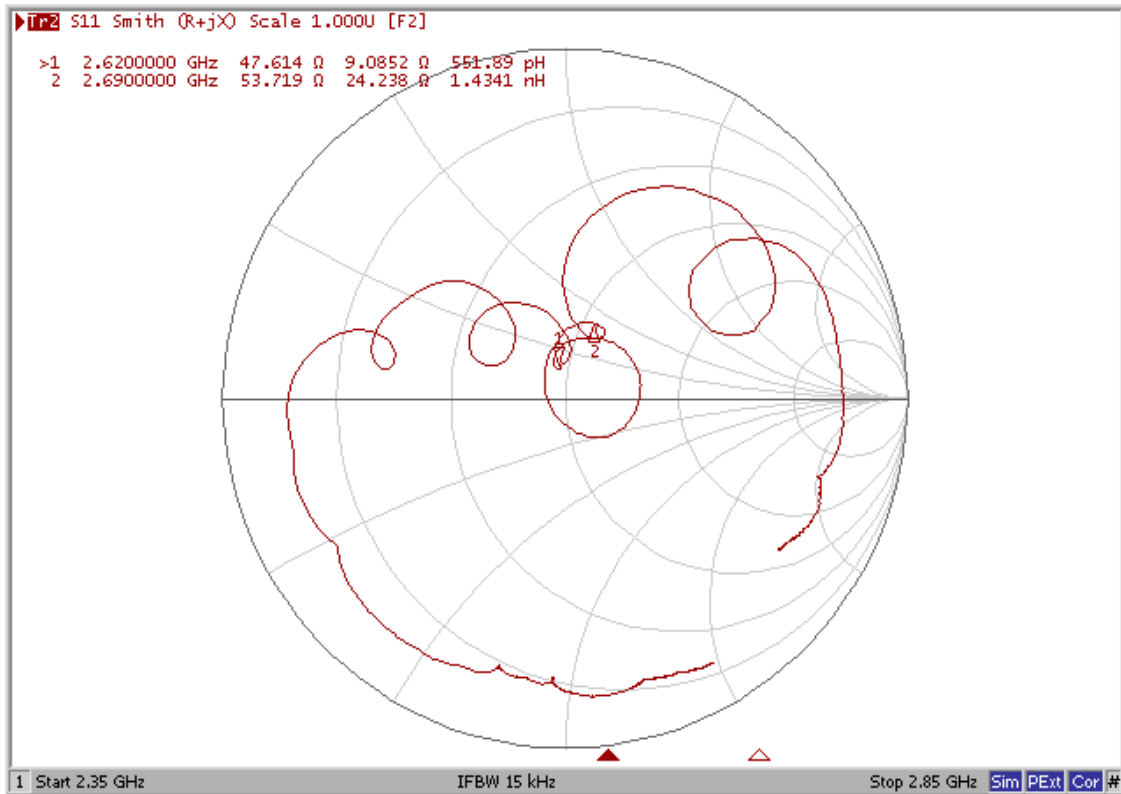 Tr2 S11 Smith (R+jX) Scale 1.000U [F2]
>1 2.6200000 GHz 47.614 Ω 9.0852 Ω 551.89 pH
2 2.6900000 GHz 53.719 Ω 24.238 Ω 1.4341 nH
1
2
1 Start 2.35 GHz IFBW 15 kHz Stop 2.85 GHz Sim PExt Cor #